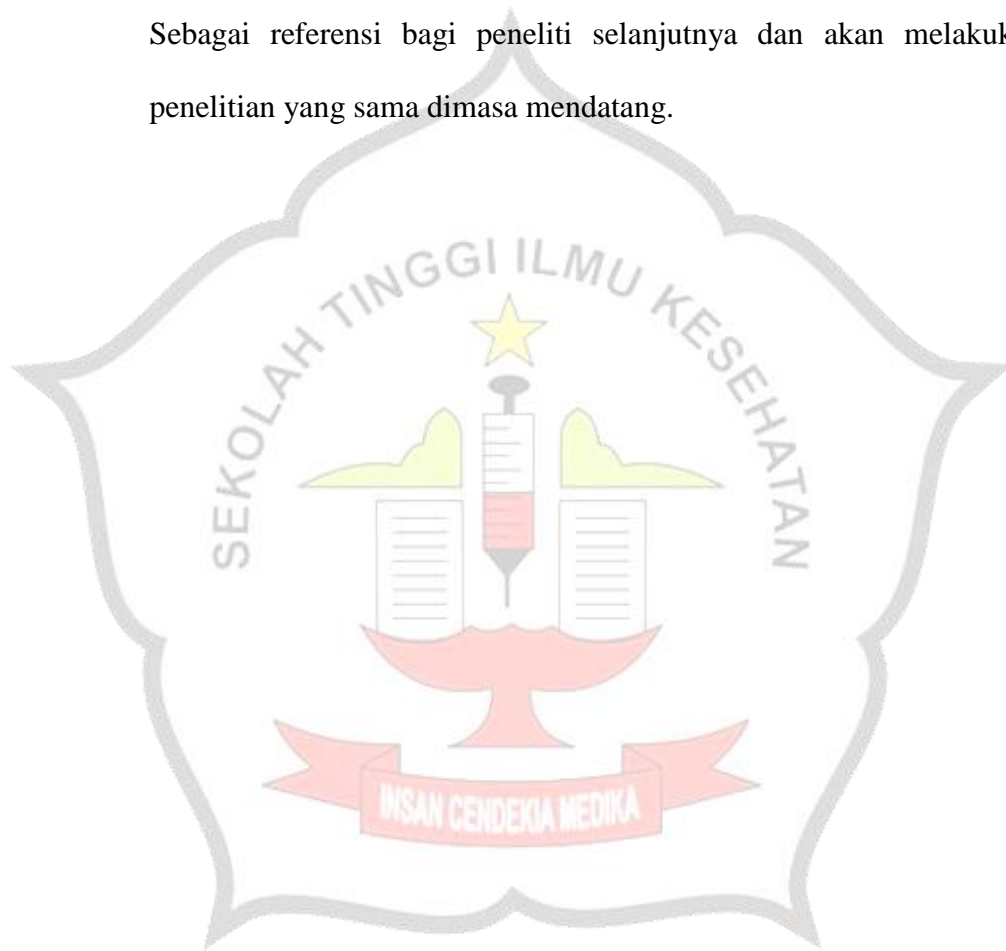 Sebagai referensi bagi peneliti selanjutnya dan akan melakuk
penelitian yang sama dimasa mendatang.
SEKOLAH TINGGI ILMU KESEHATAN
INSAN CENDEKIA MEDIKA